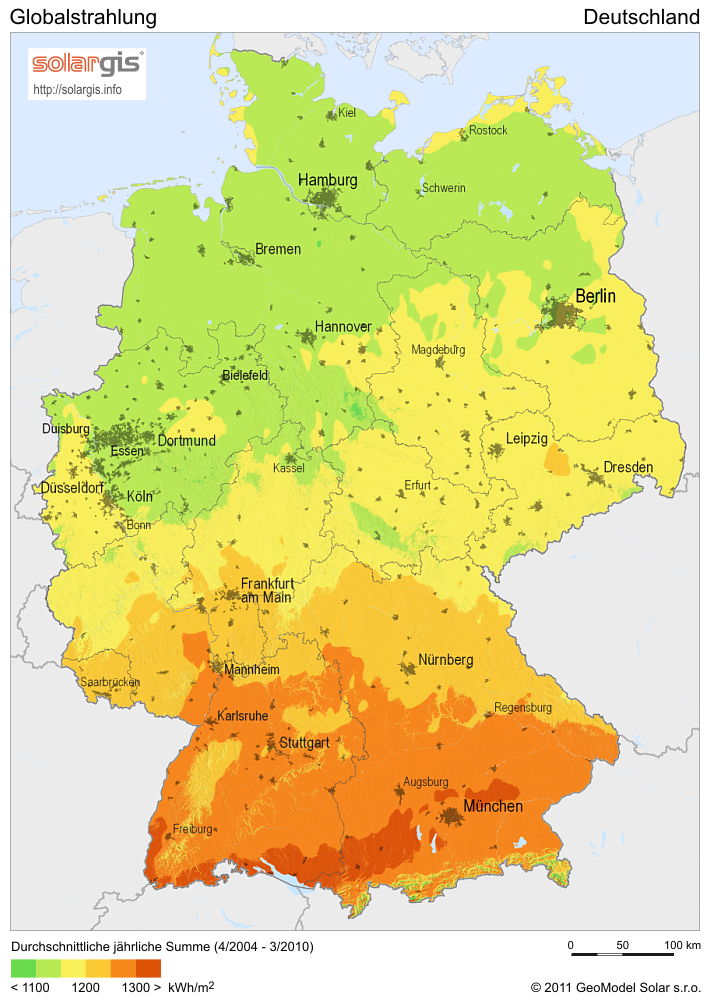 Globalstrahlung
Deutschland
solargis
http://solargis.info
Kiel
Rostock
Hamburg
Schwerin
Bremen
Berlin
Hannover
Magdeburg
Bielefeld
Duisburg
Dortmund
Essen
Leipzig
Kassel
Dresden
Düsseldorf
Köln
Erfurt
Bonn
Frankfurt
am Main
Mannheim
Nürnberg
Saarbrücken
Karlsruhe
Regensburg
Stuttgart
Augsburg
München
Freiburg
Durchschnittliche jährliche Summe (4/2004 - 3/2010)
0 50 100 km
< 1100 1200 1300 > kWh/m²
© 2011 GeoModel Solar s.r.o.